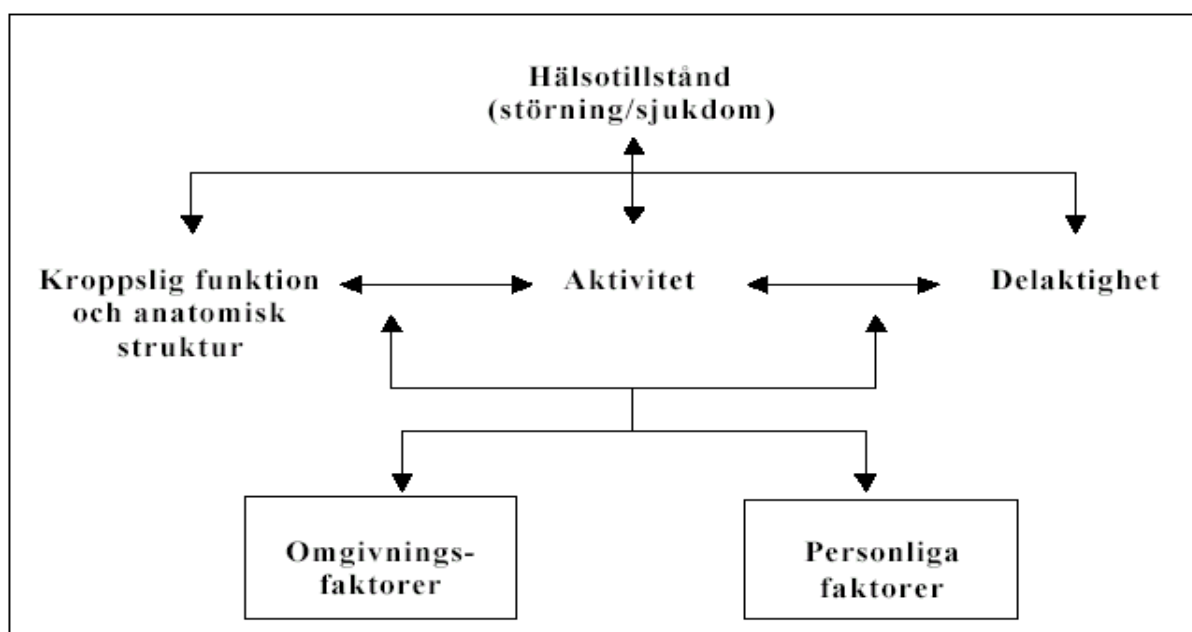 Hälsotillstånd
(störning/sjukdom)
Kroppslig funktion
och anatomisk
struktur
Aktivitet
Delaktighet
Omgivnings-
faktorer
Personliga
faktorer